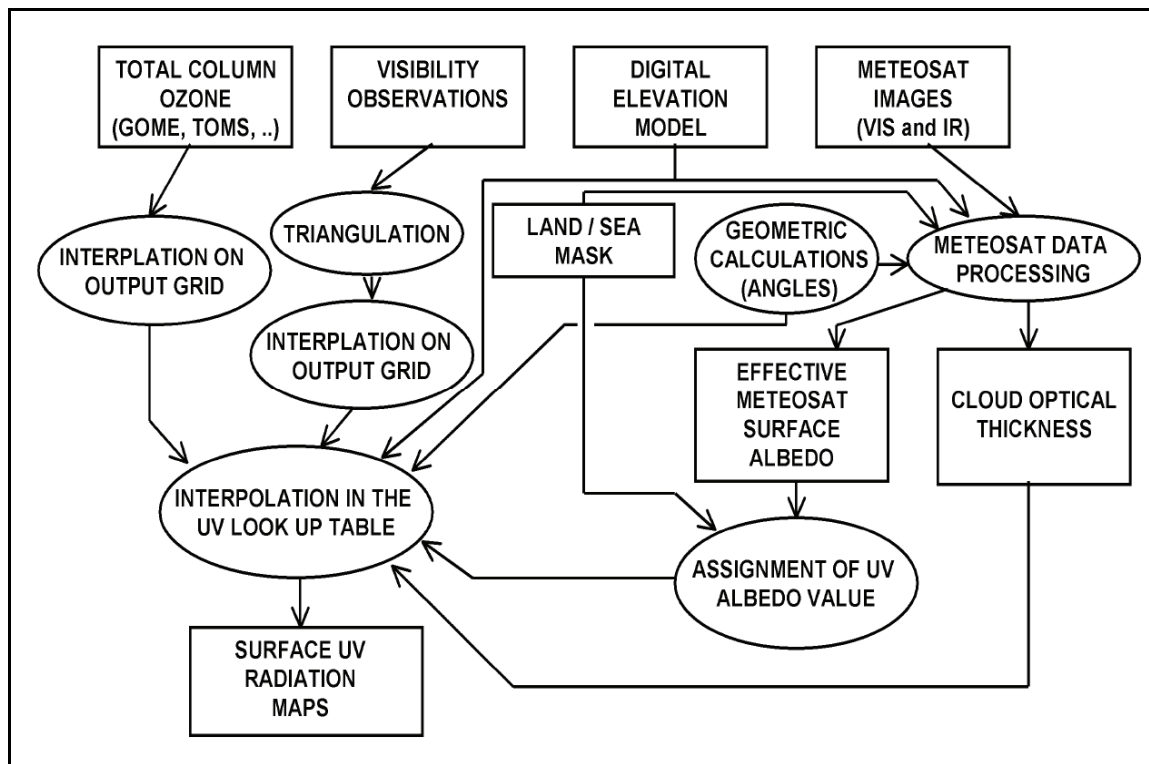 TOTAL COLUMN
OZONE
(GOME, TOMS, ..)
VISIBILITY
OBSERVATIONS
DIGITAL
ELEVATION
MODEL
METEOSAT
IMAGES
(VIS and IR)
INTERPLATION ON
OUTPUT GRID
TRIANGULATION
LAND / SEA
MASK
GEOMETRIC
CALCULATIONS
(ANGLES)
METEOSAT DATA
PROCESSING
INTERPLATION ON
OUTPUT GRID
EFFECTIVE
METEOSAT
SURFACE
ALBEDO
CLOUD OPTICAL
THICKNESS
INTERPOLATION IN THE
UV LOOK UP TABLE
ASSIGNMENT OF UV
ALBEDO VALUE
SURFACE UV
RADIATION
MAPS